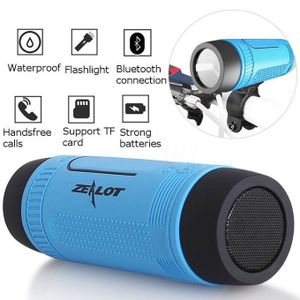 Waterproof
Flashlight
Bluetooth
connection
Handsfree
calls
Support TF
card
Strong
batteries
ZEALOT